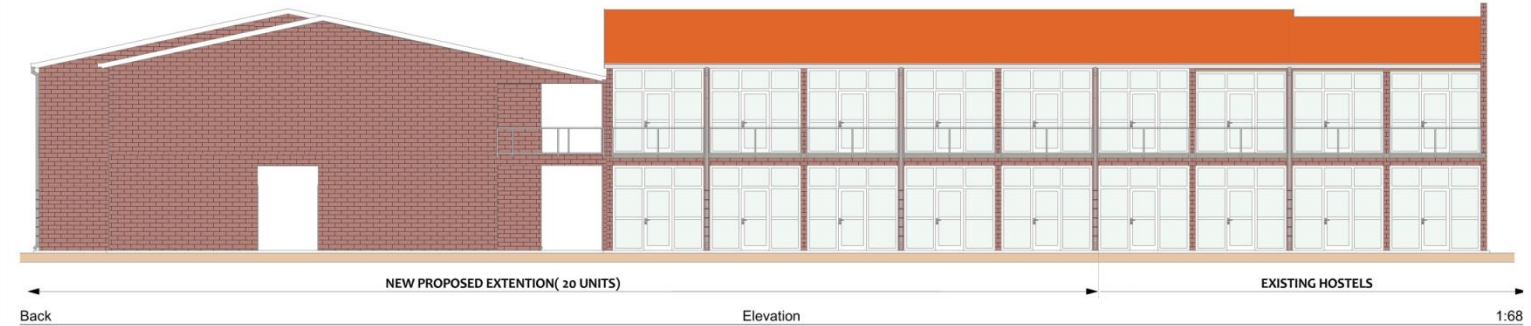 NEW PROPOSED EXTENTION( 20 UNITS)
EXISTING HOSTELS
Back
Elevation
1:68